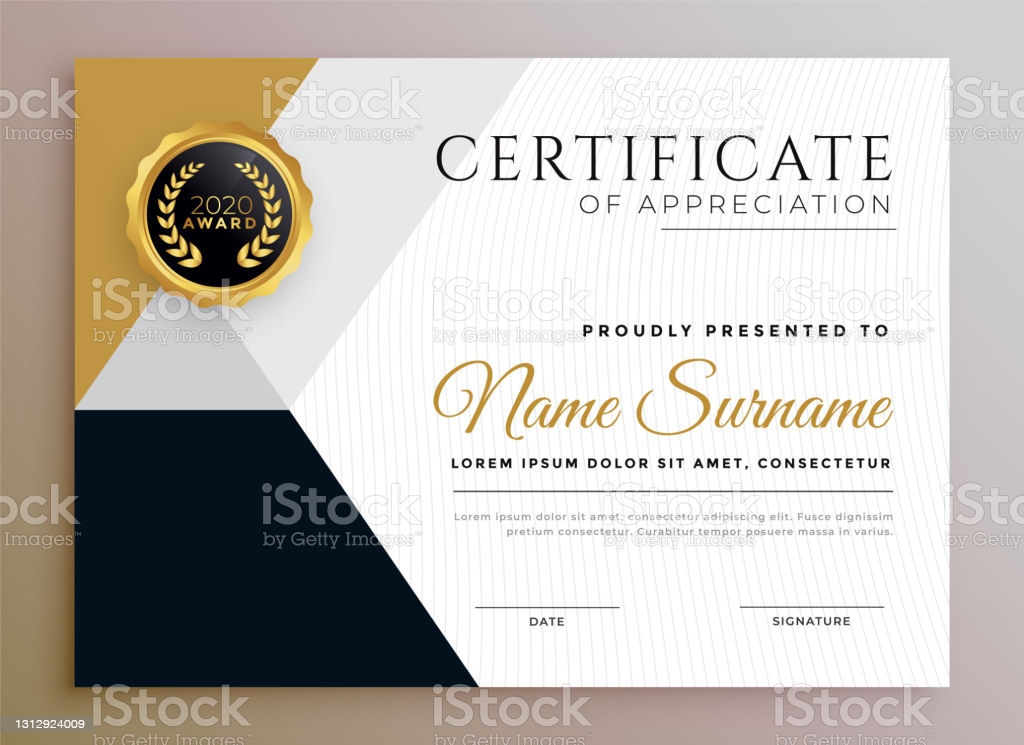 iStock
by Getty Images™
2020
AWARD
CERTIFICATE
OF APPRECIATION
PROUDLY PRESENTED TO
Name Surname
LOREM IPSUM DOLOR SIT AMET, CONSECTETUR
Lorem ipsum dolor sit amet, consectetur adipiscing elit. Fusce dignissim
pretium consectetur. Curabitur tempor posuere massa in varius.
DATE
SIGNATURE
1312924009